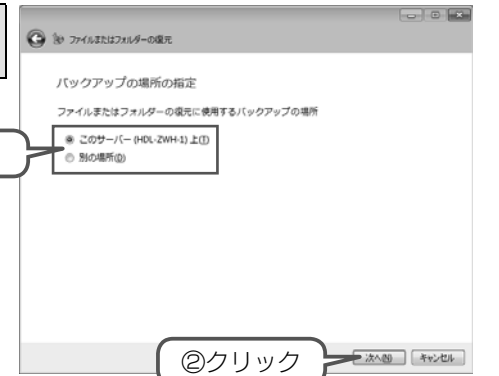 ファイルまたはフォルダーの復元
バックアップの場所の指定
ファイルまたはフォルダーの復元に使用するバックアップの場所
このサーバー (HDL-ZWH-1) 上(T)
別の場所(O)
②クリック
次へ(N)
キャンセル